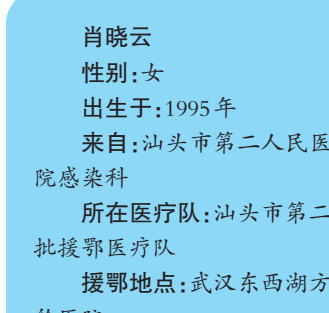 肖晓云
性别:女
出生于:1995年
来自:汕头市第二人民医
院感染科
所在医疗队:汕头市第二
批援鄂医疗队
援鄂地点:武汉东西湖方